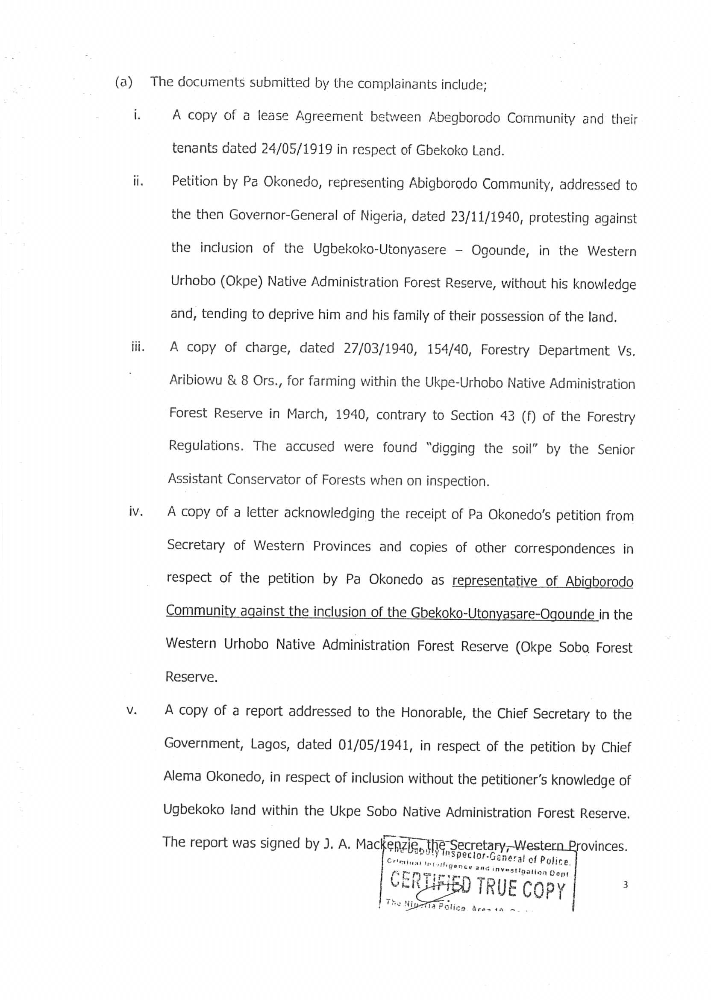 (a) The documents submitted by the complainants include;
i. A copy of a lease Agreement between Abegborodo Community and their
tenants dated 24/05/1919 in respect of Gbekoko Land.
ii. Petition by Pa Okonedo, representing Abigborodo Community, addressed to
the then Governor-General of Nigeria, dated 23/11/1940, protesting against
the inclusion of the Ugbekoko-Utonyasere – Ogounde, in the Western
Urhobo (Okpe) Native Administration Forest Reserve, without his knowledge
and, tending to deprive him and his family of their possession of the land.
iii. A copy of charge, dated 27/03/1940, 154/40, Forestry Department Vs.
Aribiowu & 8 Ors., for farming within the Ukpe-Urhobo Native Administration
Forest Reserve in March, 1940, contrary to Section 43 (f) of the Forestry
Regulations. The accused were found “digging the soil” by the Senior
Assistant Conservator of Forests when on inspection.
iv. A copy of a letter acknowledging the receipt of Pa Okonedo’s petition from
Secretary of Western Provinces and copies of other correspondences in
respect of the petition by Pa Okonedo as representative of Abigborodo
Community against the inclusion of the Gbekoko-Utonyasare-Ogounde in the
Western Urhobo Native Administration Forest Reserve (Okpe Sobo Forest
Reserve.
v. A copy of a report addressed to the Honorable, the Chief Secretary to the
Government, Lagos, dated 01/05/1941, in respect of the petition by Chief
Alema Okonedo, in respect of inclusion without the petitioner’s knowledge of
Ugbekoko land within the Ukpe Sobo Native Administration Forest Reserve.
The report was signed by J. A. Mackenzie, the Secretary, Western Provinces.
The Deputy Inspector-General of Police.
Criminal Intelligence and investigation Dept
CERTIFIED TRUE COPY
The Nigeria Police Area 10
3